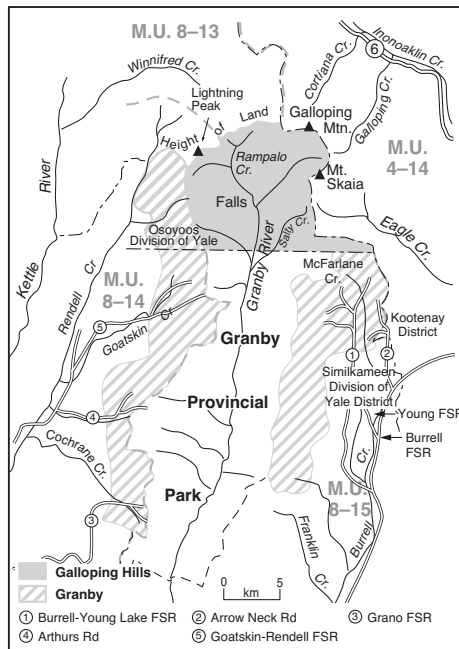 M.U. 8–13
Inonoaklin Cr.
6
Cortiana Cr.
Winnifred Cr.
Lightning
Peak
Height of Land
Galloping
Mtn.
Galloping Cr.
M.U.
4–14
Rampalo
Cr.
Mt.
Skaia
River
Kettle
Falls
Osoyoos
Division of Yale
Salty Cr.
Eagle Cr.
Granby River
McFarlane
Cr.
M.U.
8–14
Rendell Cr
Kootenay
District
5
Goatskin Cr
Granby
1
2
Similkameen
Division of
Yale District
Provincial
Young FSR
4
Burrell
FSR
Cochrane Cr.
Cr.
Park
M.U.
8–15
3
Franklin
Cr.
Burrell
Galloping Hills
Granby
0 5
km
1 Burrell-Young Lake FSR 2 Arrow Neck Rd 3 Grano FSR
4 Arthurs Rd 5 Goatskin-Rendell FSR